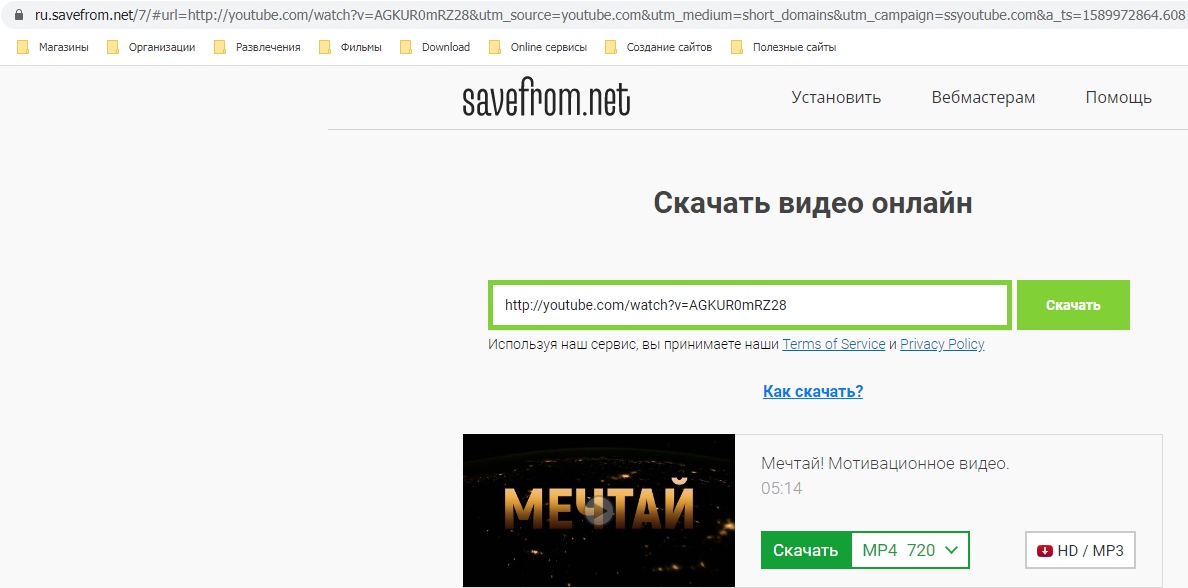 ru.savefrom.net/7/#url=http://youtube.com/watch?v=AGKUR0mRZ28&utm_source=youtube.com&utm_medium=short_domains&utm_campaign=ssyoutube.com&a_ts=1589972864.608
Магазины Организации Развлечения Фильмы Download Online сервисы Создание сайтов Полезные сайты
savefrom.net Установить Вебмастерам Помощь
Скачать видео онлайн
http://youtube.com/watch?v=AGKUR0mRZ28 Скачать
Используя наш сервис, вы принимаете наши Terms of Service и Privacy Policy
Как скачать?
МЕЧТАЙ
Мечтай! Мотивационное видео.
05:14
Скачать MP4 720 HD / MP3